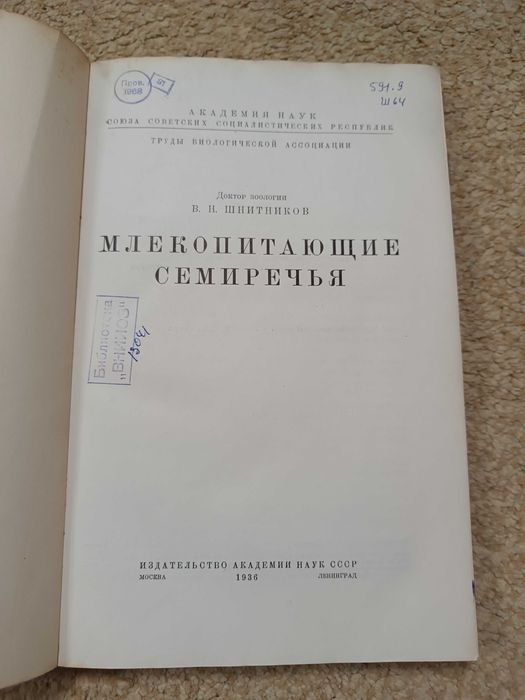 Пров.
1968
51
591.9
Ш64
АКАДЕМИЯ НАУК
СОЮЗА СОВЕТСКИХ СОЦИАЛИСТИЧЕСКИХ РЕСПУБЛИК
ТРУДЫ БИОЛОГИЧЕСКОЙ АССОЦИАЦИИ
Доктор зоологии
В. Н. ШНИТНИКОВ
МЛЕКОПИТАЮЩИЕ
СЕМИРЕЧЬЯ
Библиотека
"ВНИИОЗ"
ИЗДАТЕЛЬСТВО АКАДЕМИИ НАУК СССР
МОСКВА 1936 ЛЕНИНГРАД